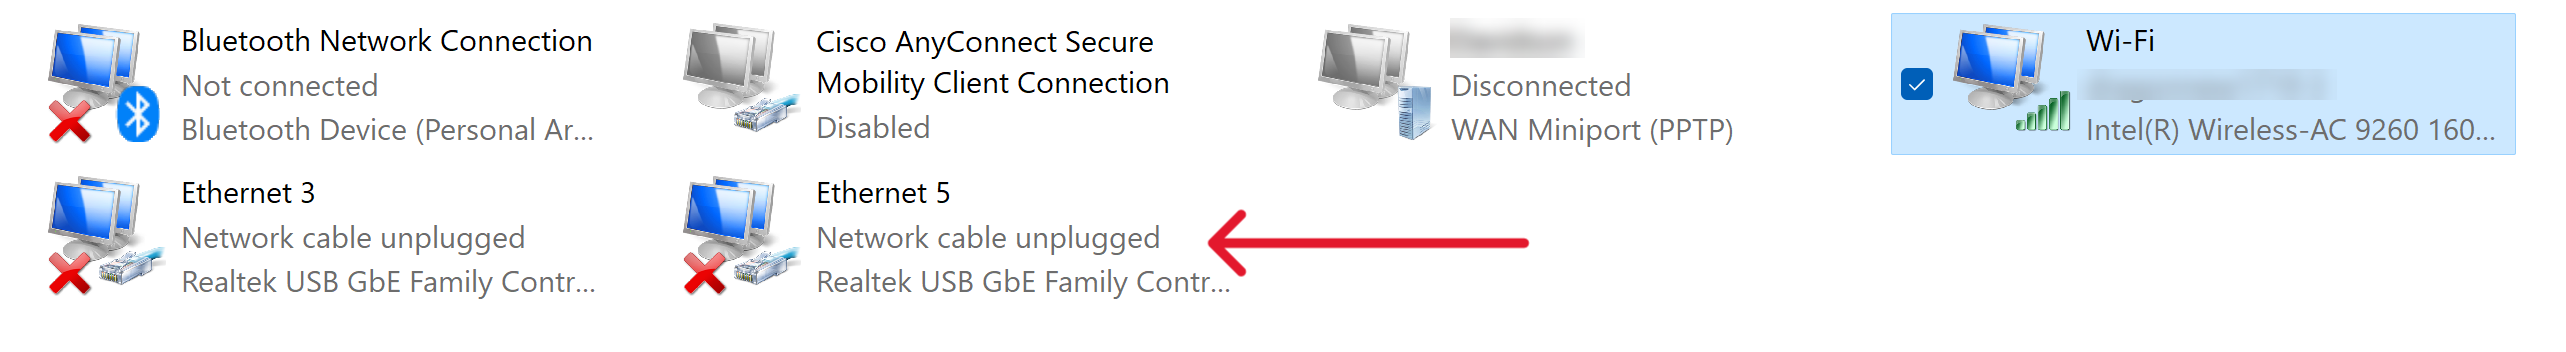 Bluetooth Network Connection
Not connected
Bluetooth Device (Personal Ar...
Cisco AnyConnect Secure
Mobility Client Connection
Disabled
Disconnected
WAN Miniport (PPTP)
Wi-Fi
Intel(R) Wireless-AC 9260 160...
Ethernet 3
Network cable unplugged
Realtek USB GbE Family Contr...
Ethernet 5
Network cable unplugged
Realtek USB GbE Family Contr...